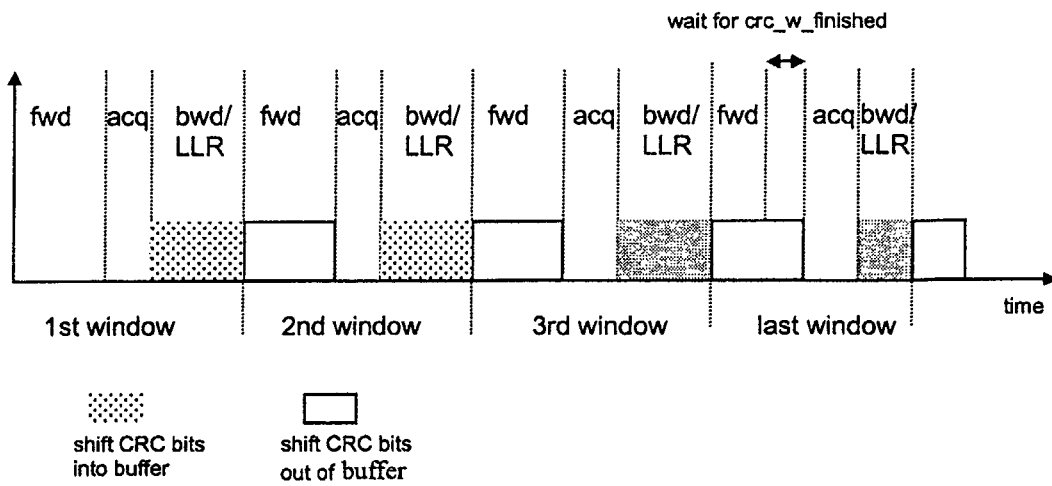 wait for crc_w_finished
fwd acq bwd/ fwd acq bwd/ fwd acq bwd/ fwd acq bwd/
LLR LLR LLR LLR
time
1st window 2nd window 3rd window last window
shift CRC bits
into buffer
shift CRC bits
out of buffer